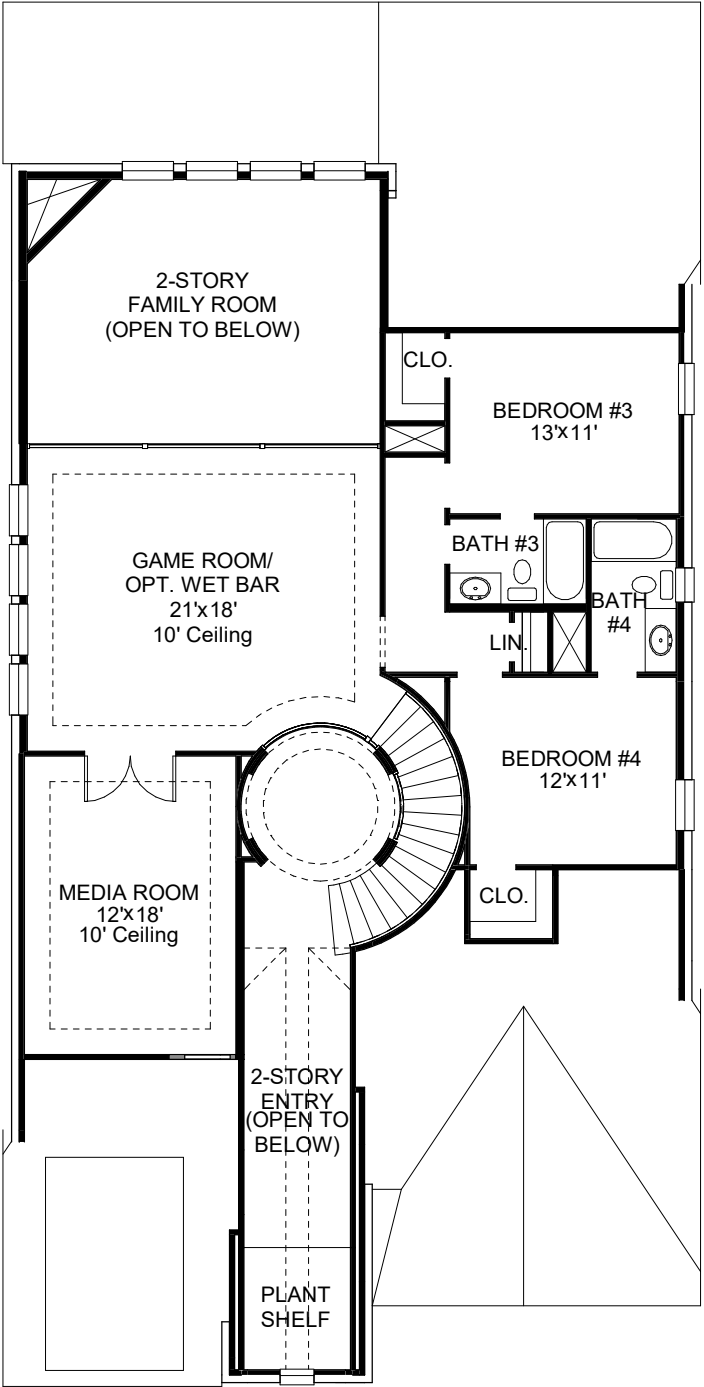 2-STORY
FAMILY ROOM
(OPEN TO BELOW)
CLO.
BEDROOM #3
13'x11'
BATH #3
GAME ROOM/
OPT. WET BAR
21'x18'
10' Ceiling
BATH
#4
LIN.
BEDROOM #4
12'x11'
MEDIA ROOM
12'x18'
10' Ceiling
CLO.
2-STORY
ENTRY
(OPEN TO
BELOW)
PLANT
SHELF